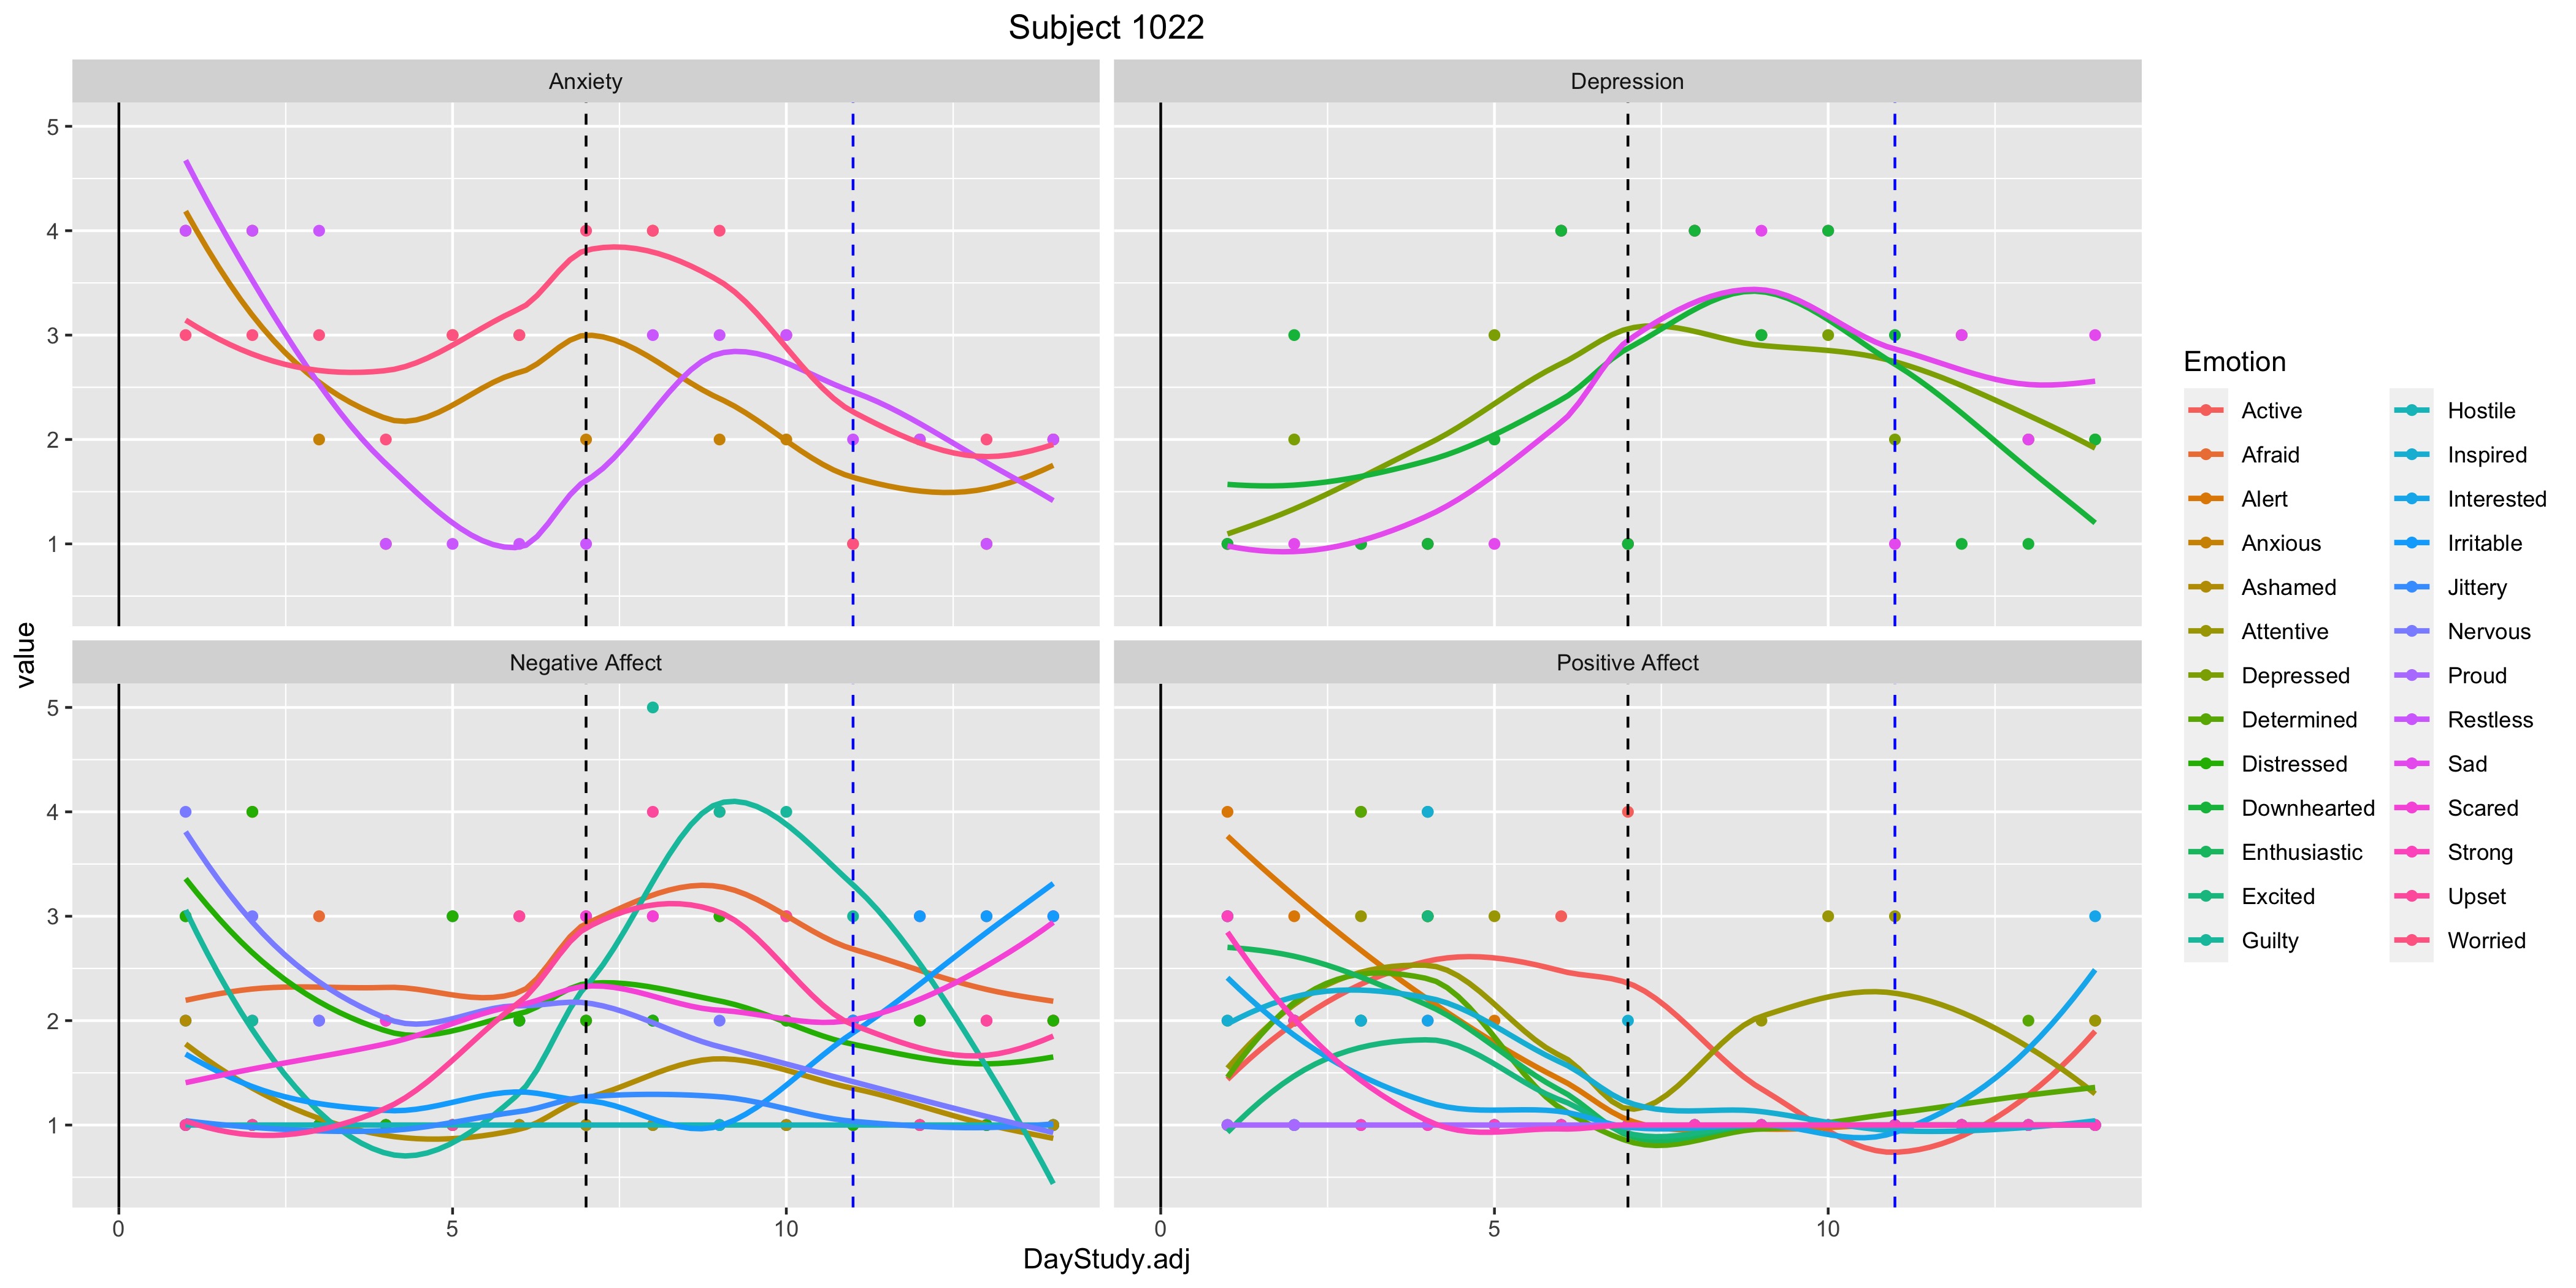 Subject 1022
Anxiety
Depression
5
4
3
2
1
Negative Affect
Positive Affect
5
4
3
2
1
value
0
5
10
0
5
10
DayStudy.adj
Emotion
Active
Afraid
Alert
Anxious
Ashamed
Attentive
Depressed
Determined
Distressed
Downhearted
Enthusiastic
Excited
Guilty
Hostile
Inspired
Interested
Irritable
Jittery
Nervous
Proud
Restless
Sad
Scared
Strong
Upset
Worried